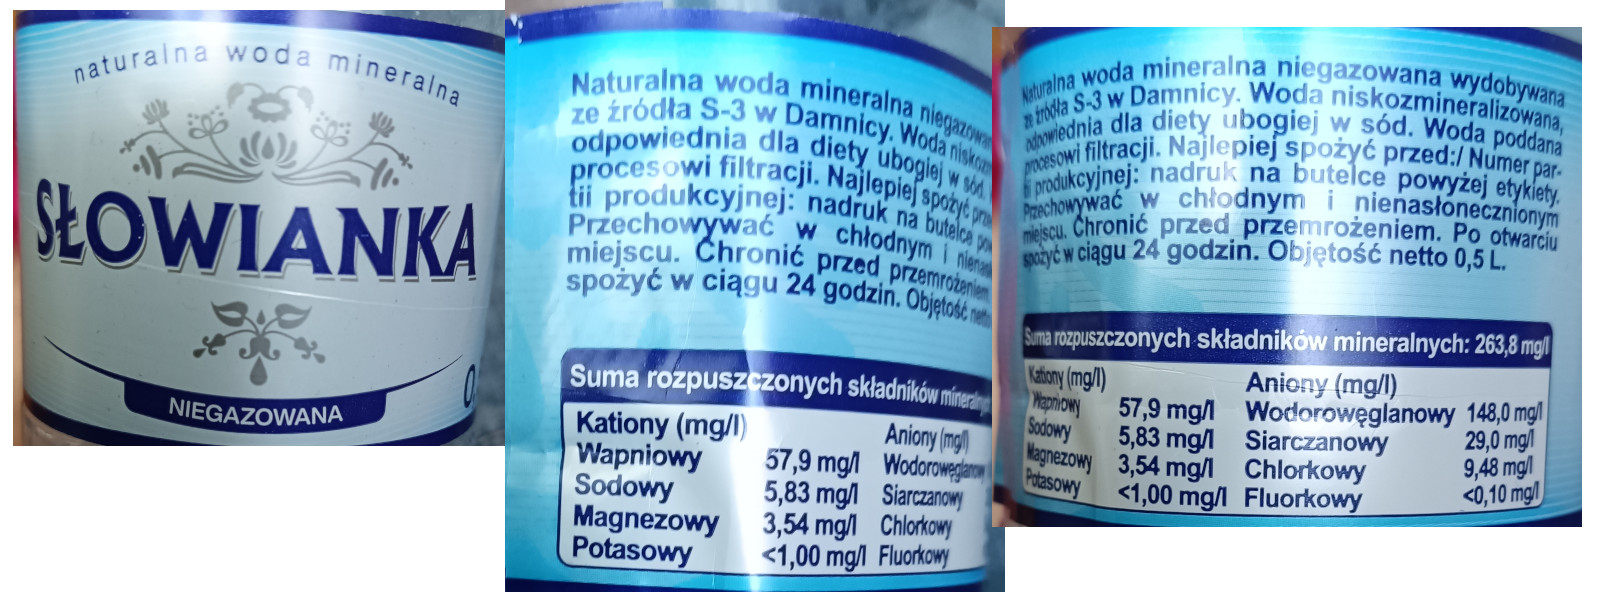 naturalna woda mineralna
SŁOWIANKA
NIEGAZOWANA
0
Naturalna woda mineralna niegazowan
ze źródła S-3 w Damnicy. Woda niskozm
odpowiednia dla diety ubogiej w sód.
procesowi filtracji. Najlepiej spożyć prze
tii produkcyjnej: nadruk na butelce pow
Przechowywać w chłodnym i niena
miejscu. Chronić przed przemrożeniem.
spożyć w ciągu 24 godzin. Objętość netto
Suma rozpuszczonych składników mineralnych
Kationy (mg/l) Aniony (mg/l)
Wapniowy 57,9 mg/l Wodorowęglanow
Sodowy 5,83 mg/l Siarczanowy
Magnezowy 3,54 mg/l Chlorkowy
Potasowy <1,00 mg/l Fluorkowy
Naturalna woda mineralna niegazowana wydobywana
ze źródła S-3 w Damnicy. Woda niskozmineralizowana,
odpowiednia dla diety ubogiej w sód. Woda poddana
procesowi filtracji. Najlepiej spożyć przed:/ Numer par-
tii produkcyjnej: nadruk na butelce powyżej etykiety.
Przechowywać w chłodnym i nienasłonecznionym
miejscu. Chronić przed przemrożeniem. Po otwarciu
spożyć w ciągu 24 godzin. Objętość netto 0,5 L.
Suma rozpuszczonych składników mineralnych: 263,8 mg/l
Kationy (mg/l) Aniony (mg/l)
Wapniowy 57,9 mg/l Wodorowęglanowy 148,0 mg/l
Sodowy 5,83 mg/l Siarczanowy 29,0 mg/l
Magnezowy 3,54 mg/l Chlorkowy 9,48 mg/l
Potasowy <1,00 mg/l Fluorkowy <0,10 mg/l